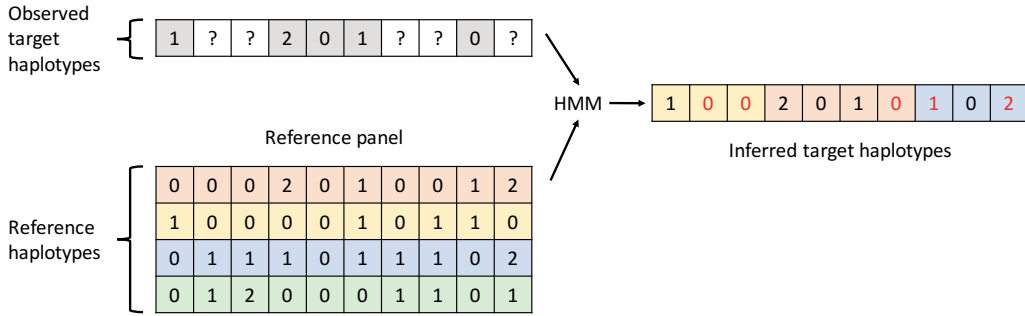 Observed
target
haplotypes
1 ? ? 2 0 1 ? ? 0 ?
HMM
1 0 0 2 0 1 0 1 0 2
Inferred target haplotypes
Reference panel
Reference
haplotypes
0 0 0 2 0 1 0 0 1 2
1 0 0 0 0 1 0 1 1 0
0 1 1 1 0 1 1 1 0 2
0 1 2 0 0 0 1 1 0 1